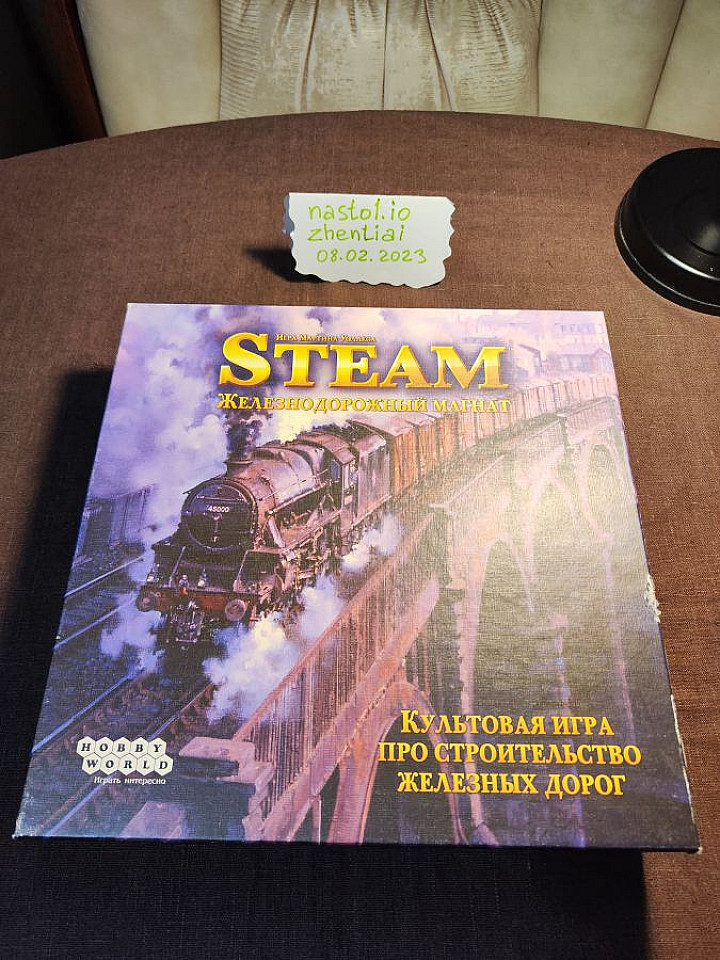 nastol.io
zhentiai
08.02.2023
Игра Мартина Уоллеса
STEAM
Железнодорожный магнат
45000
Культовая игра
про строительство
железных дорог
HOBBY
WORLD
Играть интересно